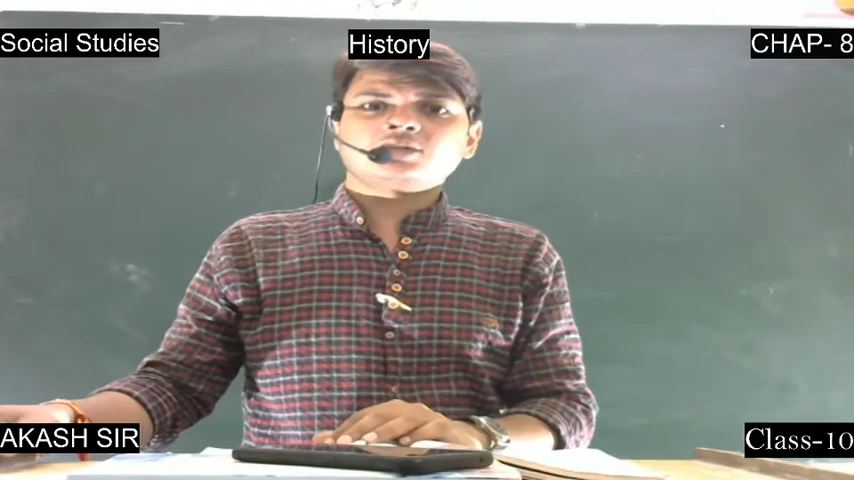 Social Studies
History
CHAP- 8
AKASH SIR
Class-10